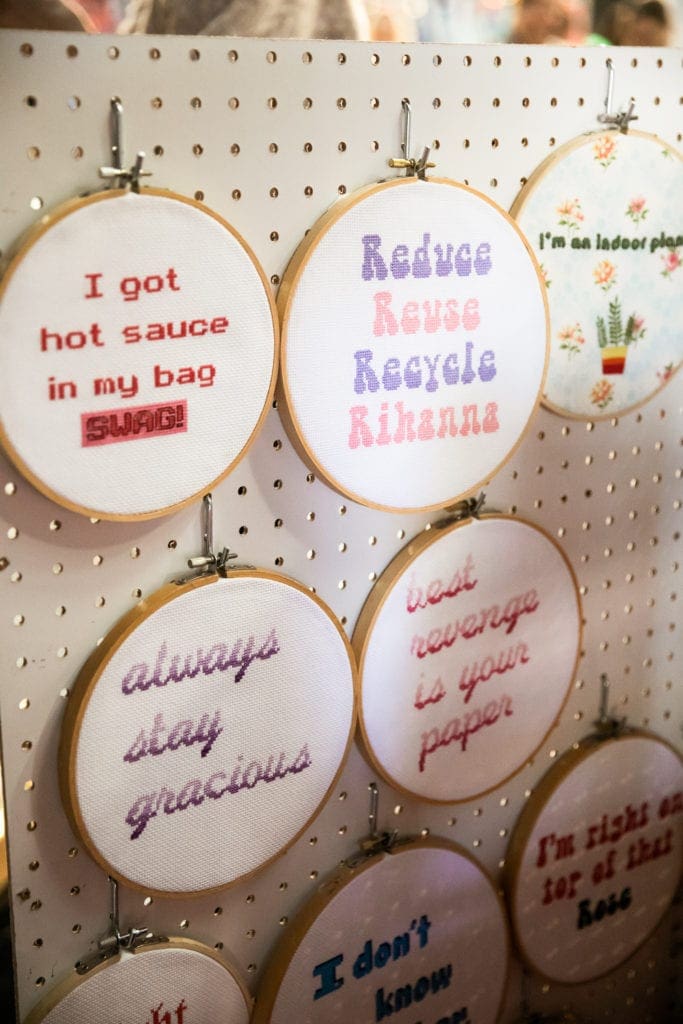 I got
hot sauce
in my bag
SWAG!
Reduce
Reuse
Recycle
Rihanna
I'm an indoor plan
always
stay
gracious
best
revenge
is your
paper
I'm right on
top of that
Rose
I don't
know